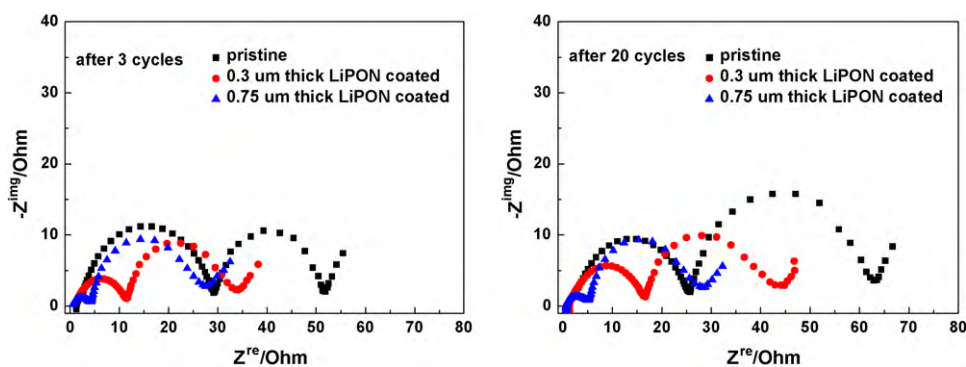 40
30
20
10
0
0 10 20 30 40 50 60 70 80
-Z^img/Ohm
Z^re/Ohm
after 3 cycles
pristine
0.3 um thick LiPON coated
0.75 um thick LiPON coated
40
30
20
10
0
0 10 20 30 40 50 60 70 80
-Z^img/Ohm
Z^re/Ohm
after 20 cycles
pristine
0.3 um thick LiPON coated
0.75 um thick LiPON coated